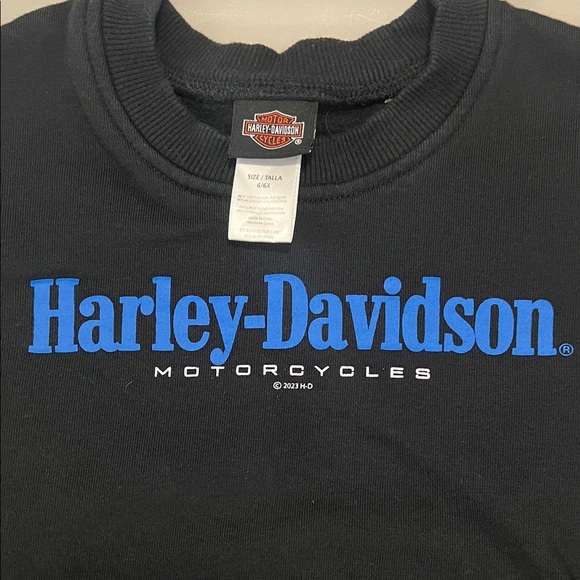 MOTOR
HARLEY-DAVIDSON
CYCLES ®
SIZE / TALLA
6/6X
Harley-Davidson®
MOTORCYCLES
© 2023 H-D